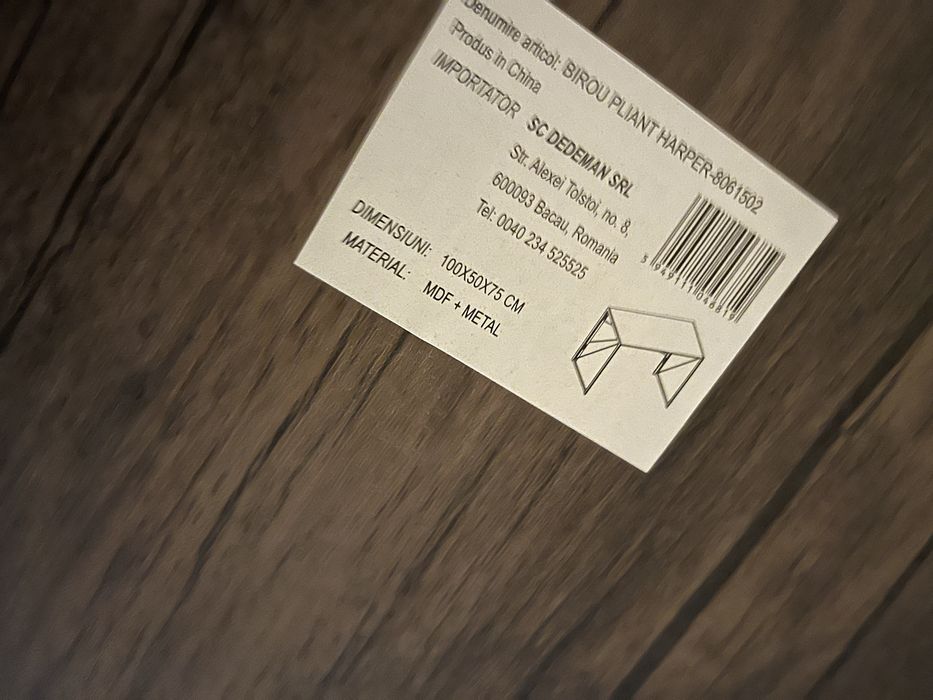 Denumire articol: BIROU PLIANT HARPER-8061502
Produs in China
IMPORTATOR SC DEDEMAN SRL
Str. Alexei Tolstoi, no. 8,
600093 Bacau, Romania
Tel: 0040 234 525525
DIMENSIUNI: 100X50X75 CM
MATERIAL: MDF + METAL